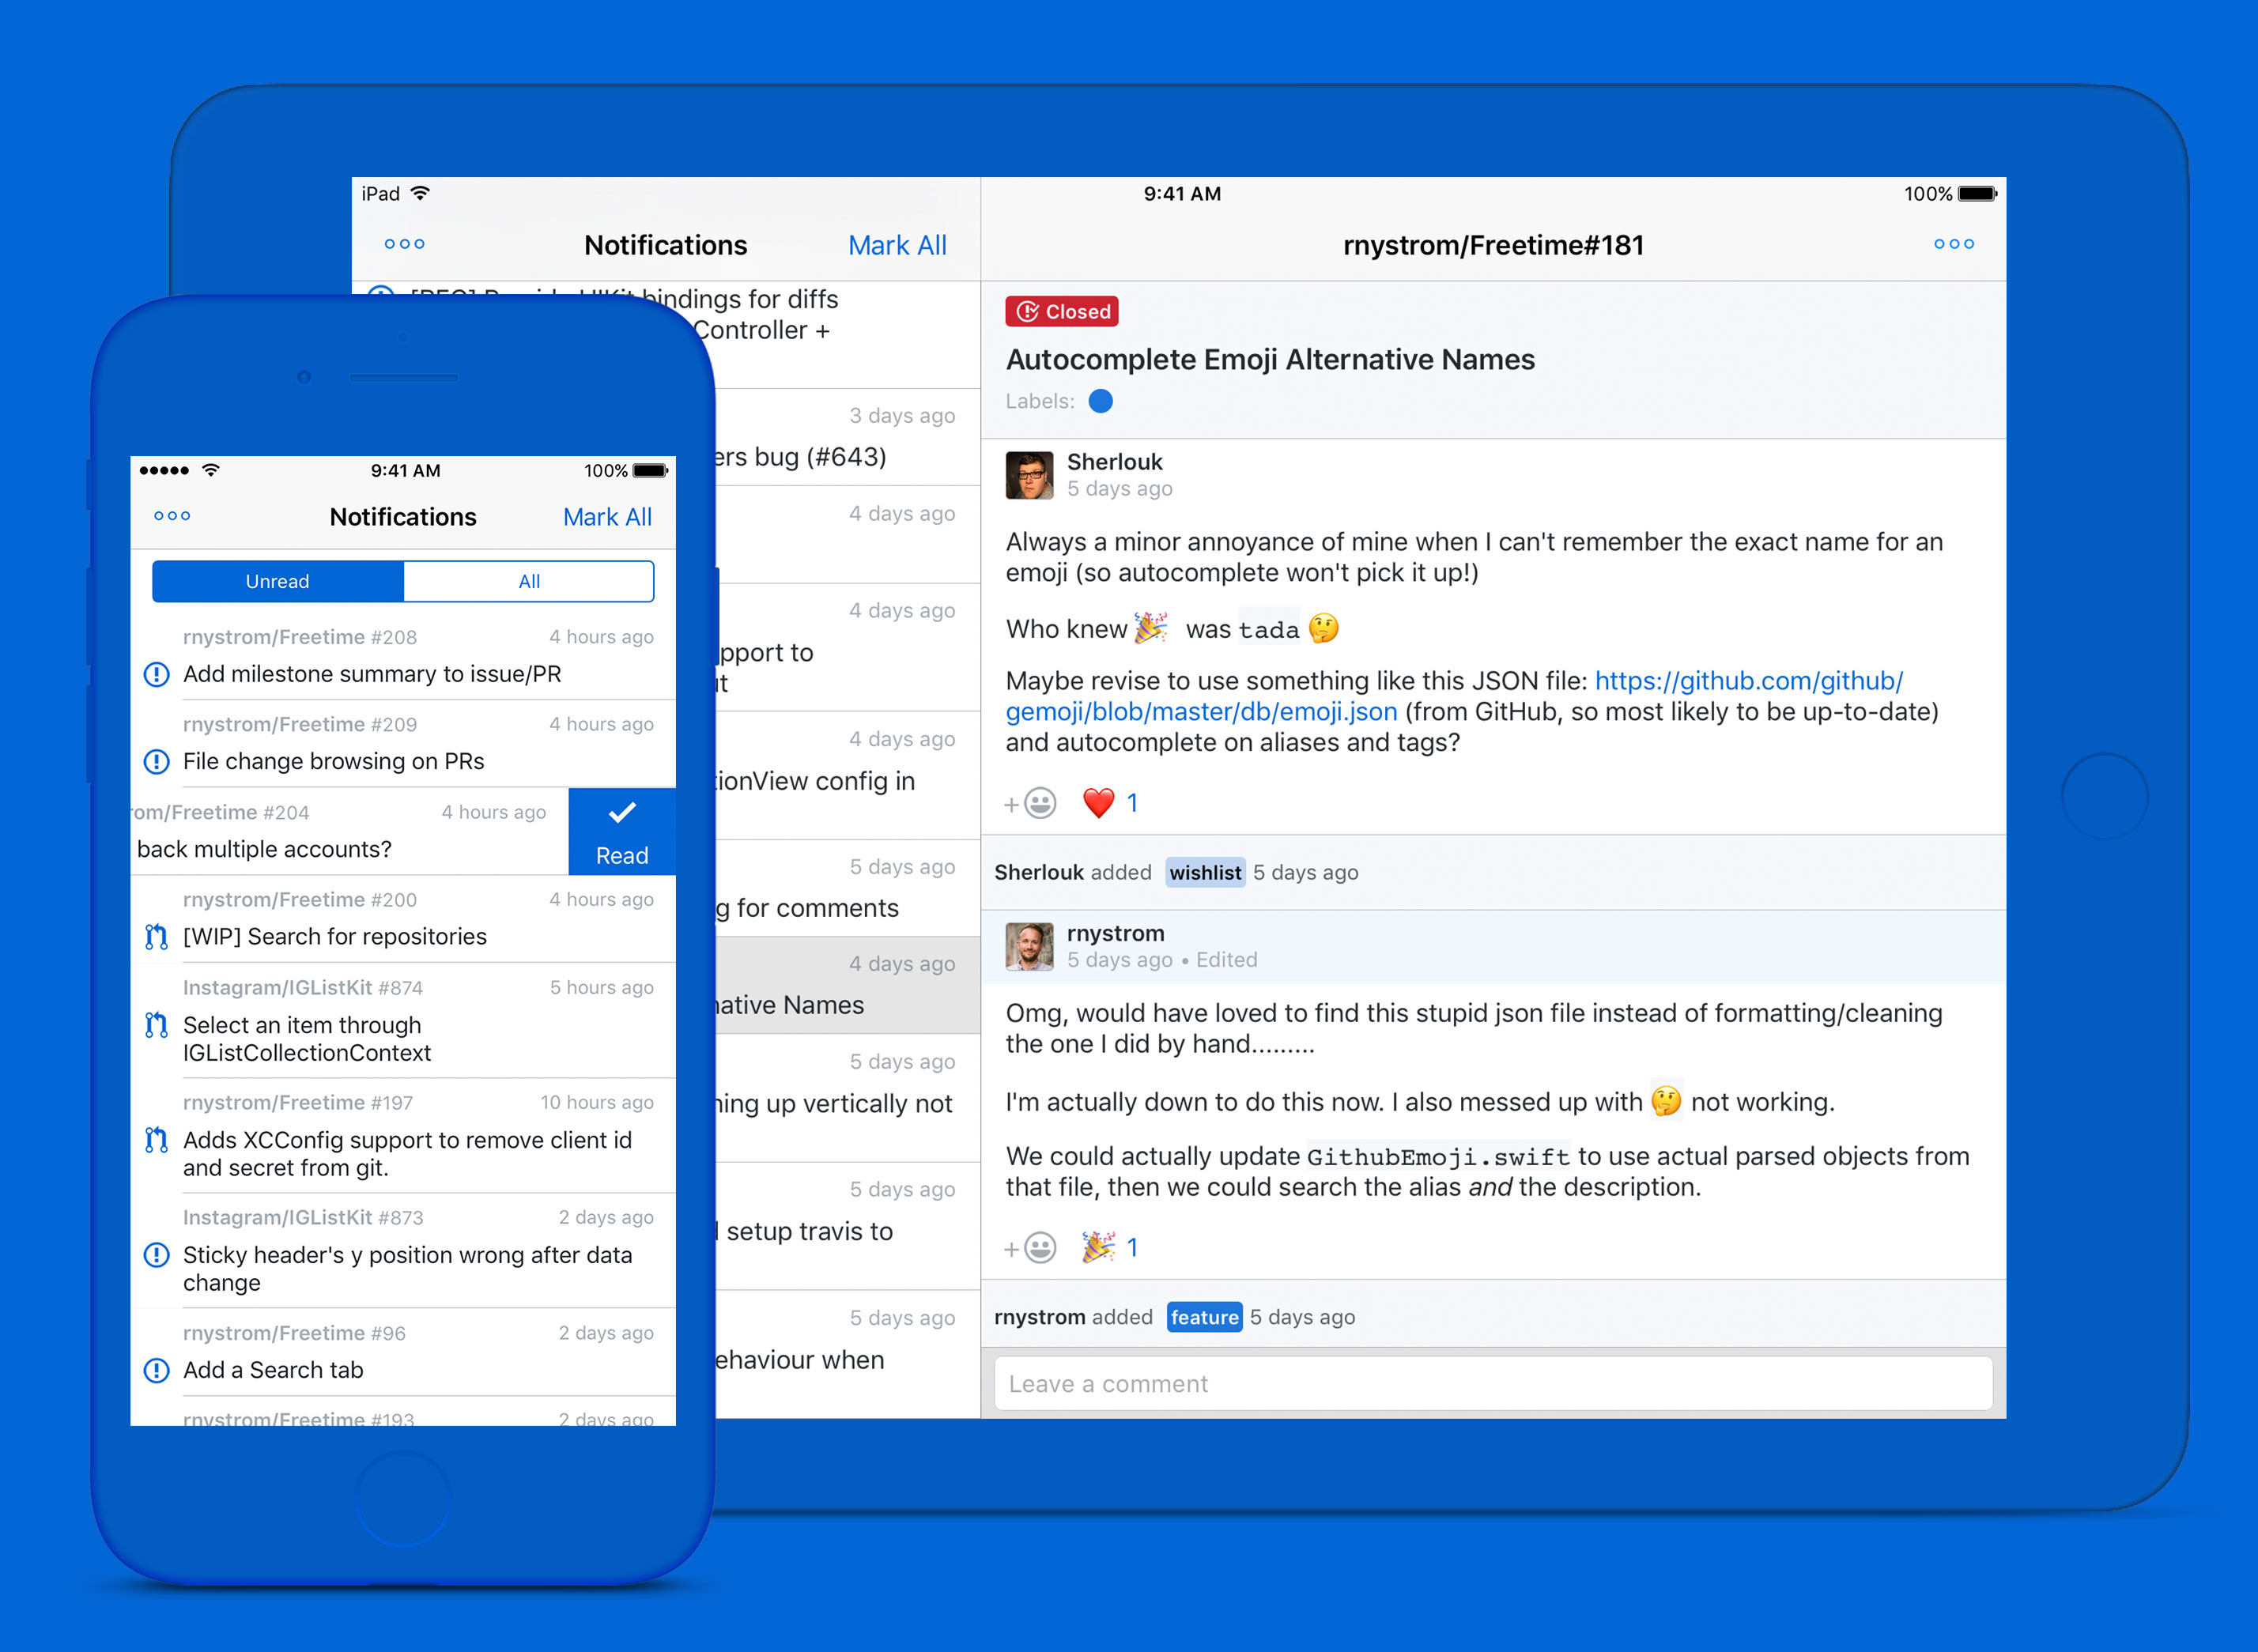 iPad
9:41 AM
100%
Notifications
Mark All
rnystrom/Freetime#181
bindings for diffs
Controller +
3 days ago
bug (#643)
4 days ago
4 days ago
to
4 days ago
config in
5 days ago
for comments
4 days ago
Names
5 days ago
up vertically not
5 days ago
setup travis to
5 days ago
when
Closed
Autocomplete Emoji Alternative Names
Labels:
Sherlouk
5 days ago
Always a minor annoyance of mine when I can't remember the exact name for an
emoji (so autocomplete won't pick it up!)
Who knew 🎉 was tada 🤔
Maybe revise to use something like this JSON file: https://github.com/github/
gemoji/blob/master/db/emoji.json (from GitHub, so most likely to be up-to-date)
and autocomplete on aliases and tags?
+ ❤️ 1
Sherlouk added wishlist 5 days ago
rnystrom
5 days ago • Edited
Omg, would have loved to find this stupid json file instead of formatting/cleaning
the one I did by hand.........
I'm actually down to do this now. I also messed up with 🤔 not working.
We could actually update GithubEmoji.swift to use actual parsed objects from
that file, then we could search the alias and the description.
+ 🎉 1
rnystrom added feature 5 days ago
Leave a comment
9:41 AM
100%
Notifications
Mark All
Unread
All
rnystrom/Freetime #208
4 hours ago
Add milestone summary to issue/PR
rnystrom/Freetime #209
4 hours ago
File change browsing on PRs
om/Freetime #204
4 hours ago
back multiple accounts?
Read
rnystrom/Freetime #200
4 hours ago
[WIP] Search for repositories
Instagram/IGListKit #874
5 hours ago
Select an item through
IGListCollectionContext
rnystrom/Freetime #197
10 hours ago
Adds XCConfig support to remove client id
and secret from git.
Instagram/IGListKit #873
2 days ago
Sticky header's y position wrong after data
change
rnystrom/Freetime #96
2 days ago
Add a Search tab
rnystrom/Freetime #193
2 days ago